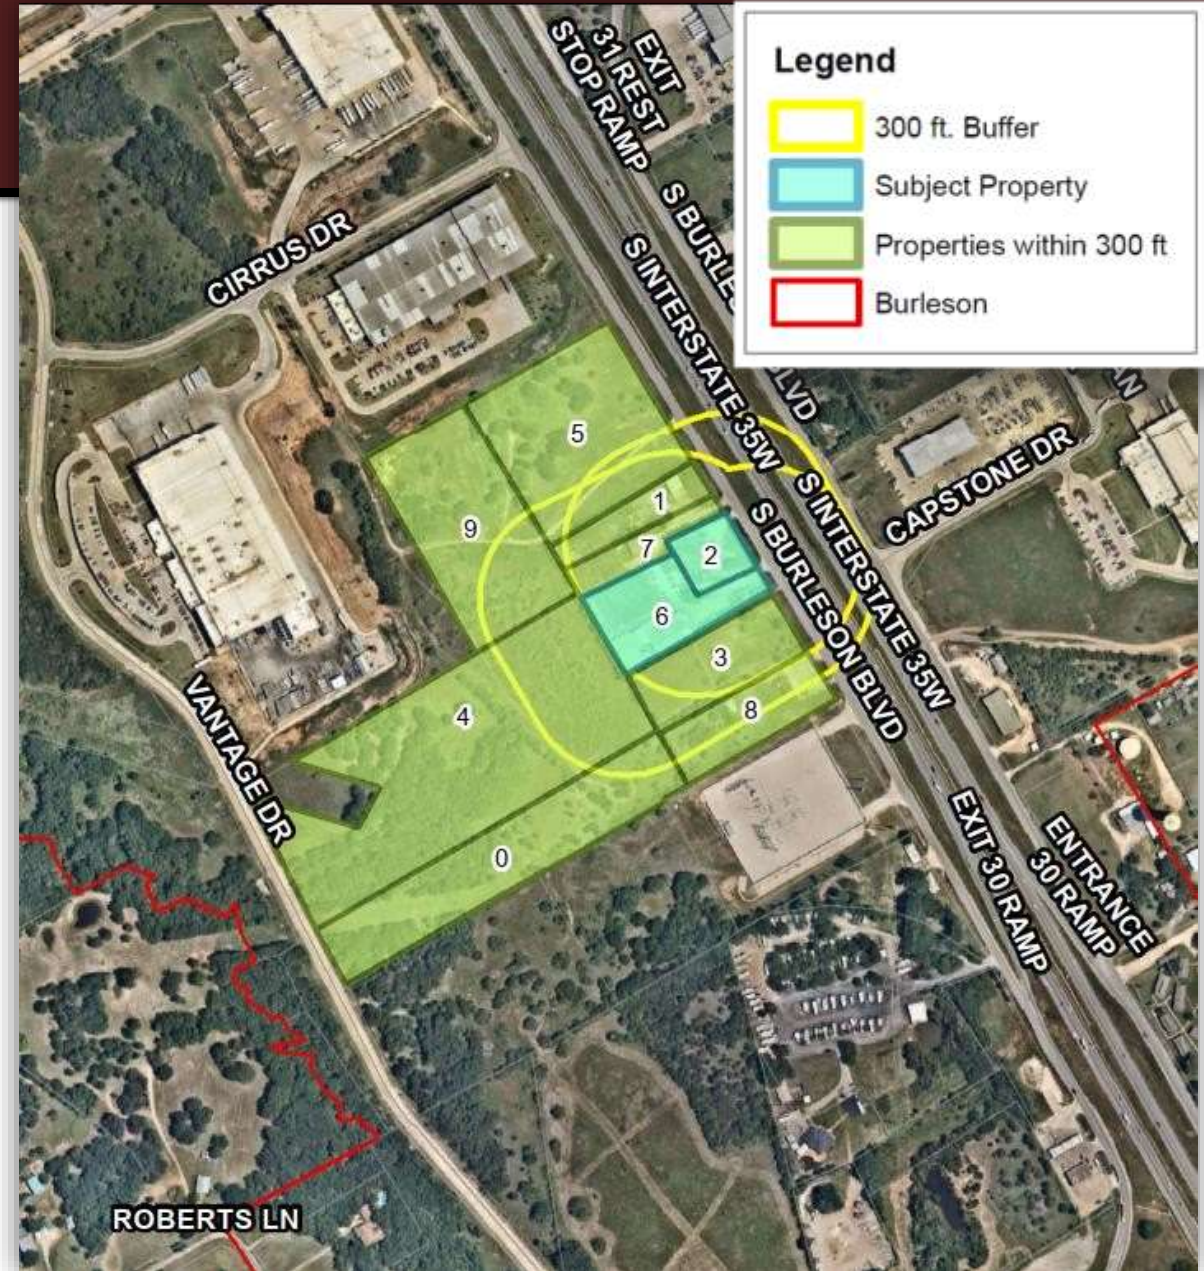 Legend
300 ft. Buffer
Subject Property
Properties within 300 ft
Burleson
EXIT
31 REST
STOP RAMP
S BURLE
BLVD
AN
CIRRUS DR
S INTERSTATE 35W
S INTERSTATE 35W
CAPSTONE DR
S BURLESON BLVD
5
1
9
7
2
6
3
4
8
0
VANTAGE DR
EXIT 30 RAMP
ENTRANCE
30 RAMP
ROBERTS LN